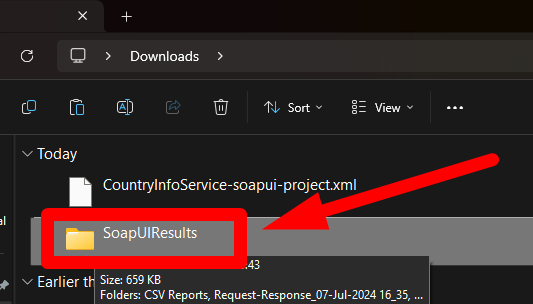 Downloads
Sort
View
Today
CountryInfoService-soapui-project.xml
SoapUIResults
.43
Size: 659 KB
Earlier th
Folders: CSV Reports, Request-Response_07-Jul-2024 16_35, ...